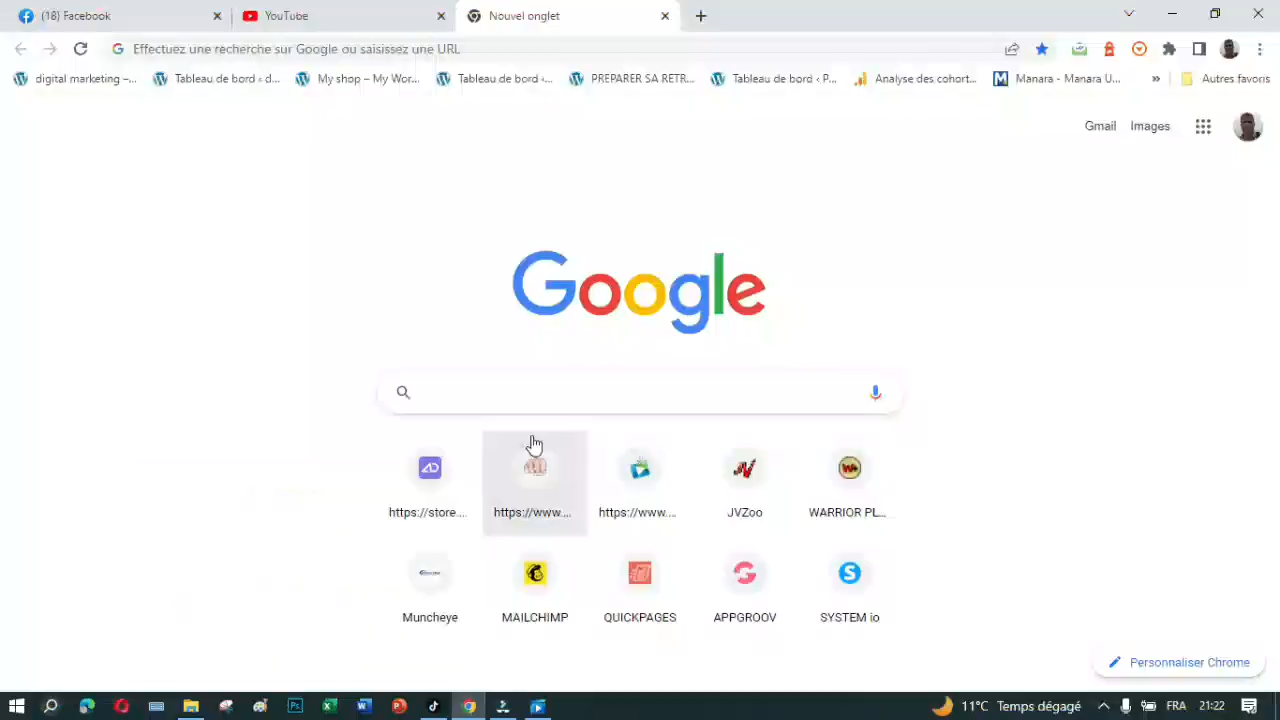 (18) Facebook
YouTube
Nouvel onglet
Effectuez une recherche sur Google ou saisissez une URL
digital marketing –...
Tableau de bord ‹ d...
My shop – My Wor...
Tableau de bord ‹...
PREPARER SA RETR...
Tableau de bord ‹ P...
Analyse des cohort...
Manara - Manara U...
»
Autres favoris
Gmail
Images
Google
https://store....
https://www....
https://www....
JVZoo
WARRIOR PL...
Muncheye
MAILCHIMP
QUICKPAGES
APPGROOV
SYSTEM io
Personnaliser Chrome
11°C Temps dégagé
FRA
21:22